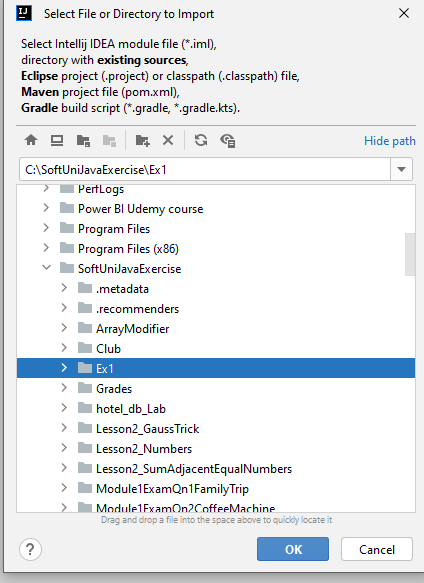 IJ
Select File or Directory to Import
Select Intellij IDEA module file (*.iml),
directory with existing sources,
Eclipse project (.project) or classpath (.classpath) file,
Maven project file (pom.xml),
Gradle build script (*.gradle, *.gradle.kts).
Hide path
C:\SoftUniJavaExercise\Ex1
PerfLogs
Power BI Udemy course
Program Files
Program Files (x86)
SoftUniJavaExercise
.metadata
.recommenders
ArrayModifier
Club
Ex1
Grades
hotel_db_Lab
Lesson2_GaussTrick
Lesson2_Numbers
Lesson2_SumAdjacentEqualNumbers
Module1ExamQn1FamilyTrip
Module1ExamQn2CoffeeMachine
Drag and drop a file into the space above to quickly locate it
?
OK
Cancel